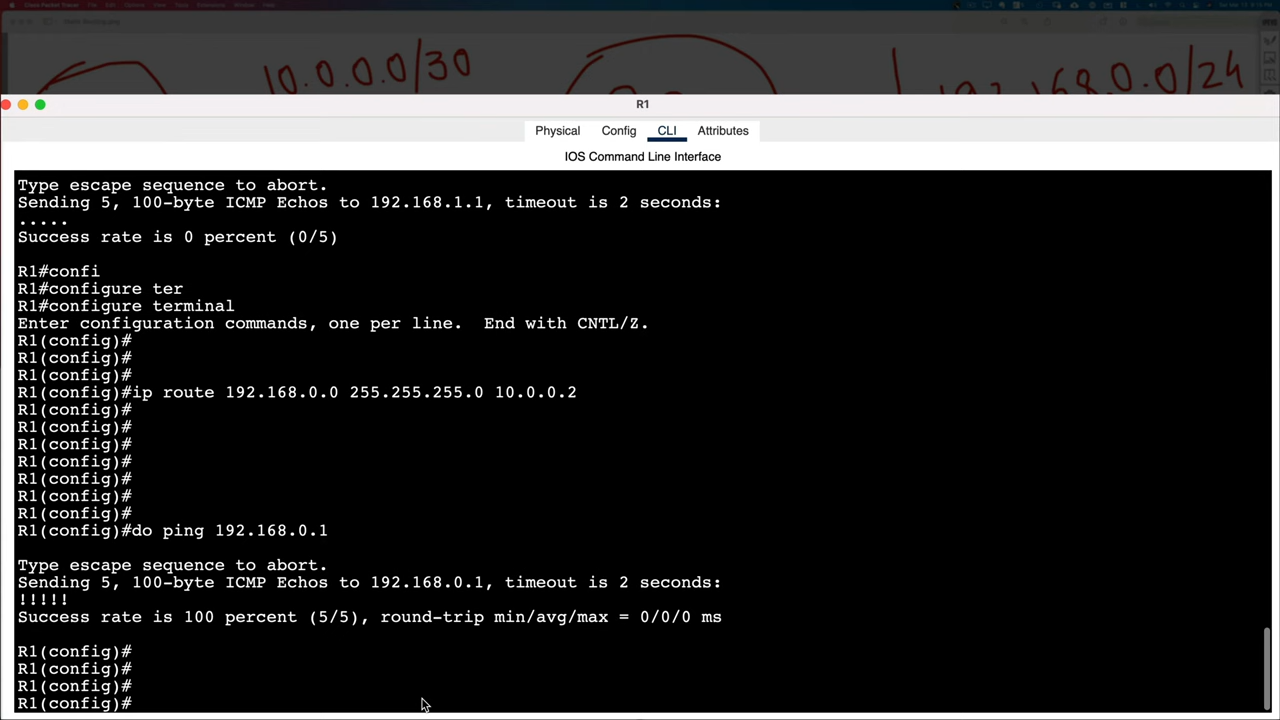 10.0.0.0/30
192.168.0.0/24
R1
Physical Config CLI Attributes
IOS Command Line Interface
Type escape sequence to abort.
Sending 5, 100-byte ICMP Echos to 192.168.1.1, timeout is 2 seconds:
.....
Success rate is 0 percent (0/5)
R1#confi
R1#configure ter
R1#configure terminal
Enter configuration commands, one per line.  End with CNTL/Z.
R1(config)#
R1(config)#
R1(config)#
R1(config)#ip route 192.168.0.0 255.255.255.0 10.0.0.2
R1(config)#
R1(config)#
R1(config)#
R1(config)#
R1(config)#
R1(config)#
R1(config)#
R1(config)#do ping 192.168.0.1
Type escape sequence to abort.
Sending 5, 100-byte ICMP Echos to 192.168.0.1, timeout is 2 seconds:
!!!!!
Success rate is 100 percent (5/5), round-trip min/avg/max = 0/0/0 ms
R1(config)#
R1(config)#
R1(config)#
R1(config)#